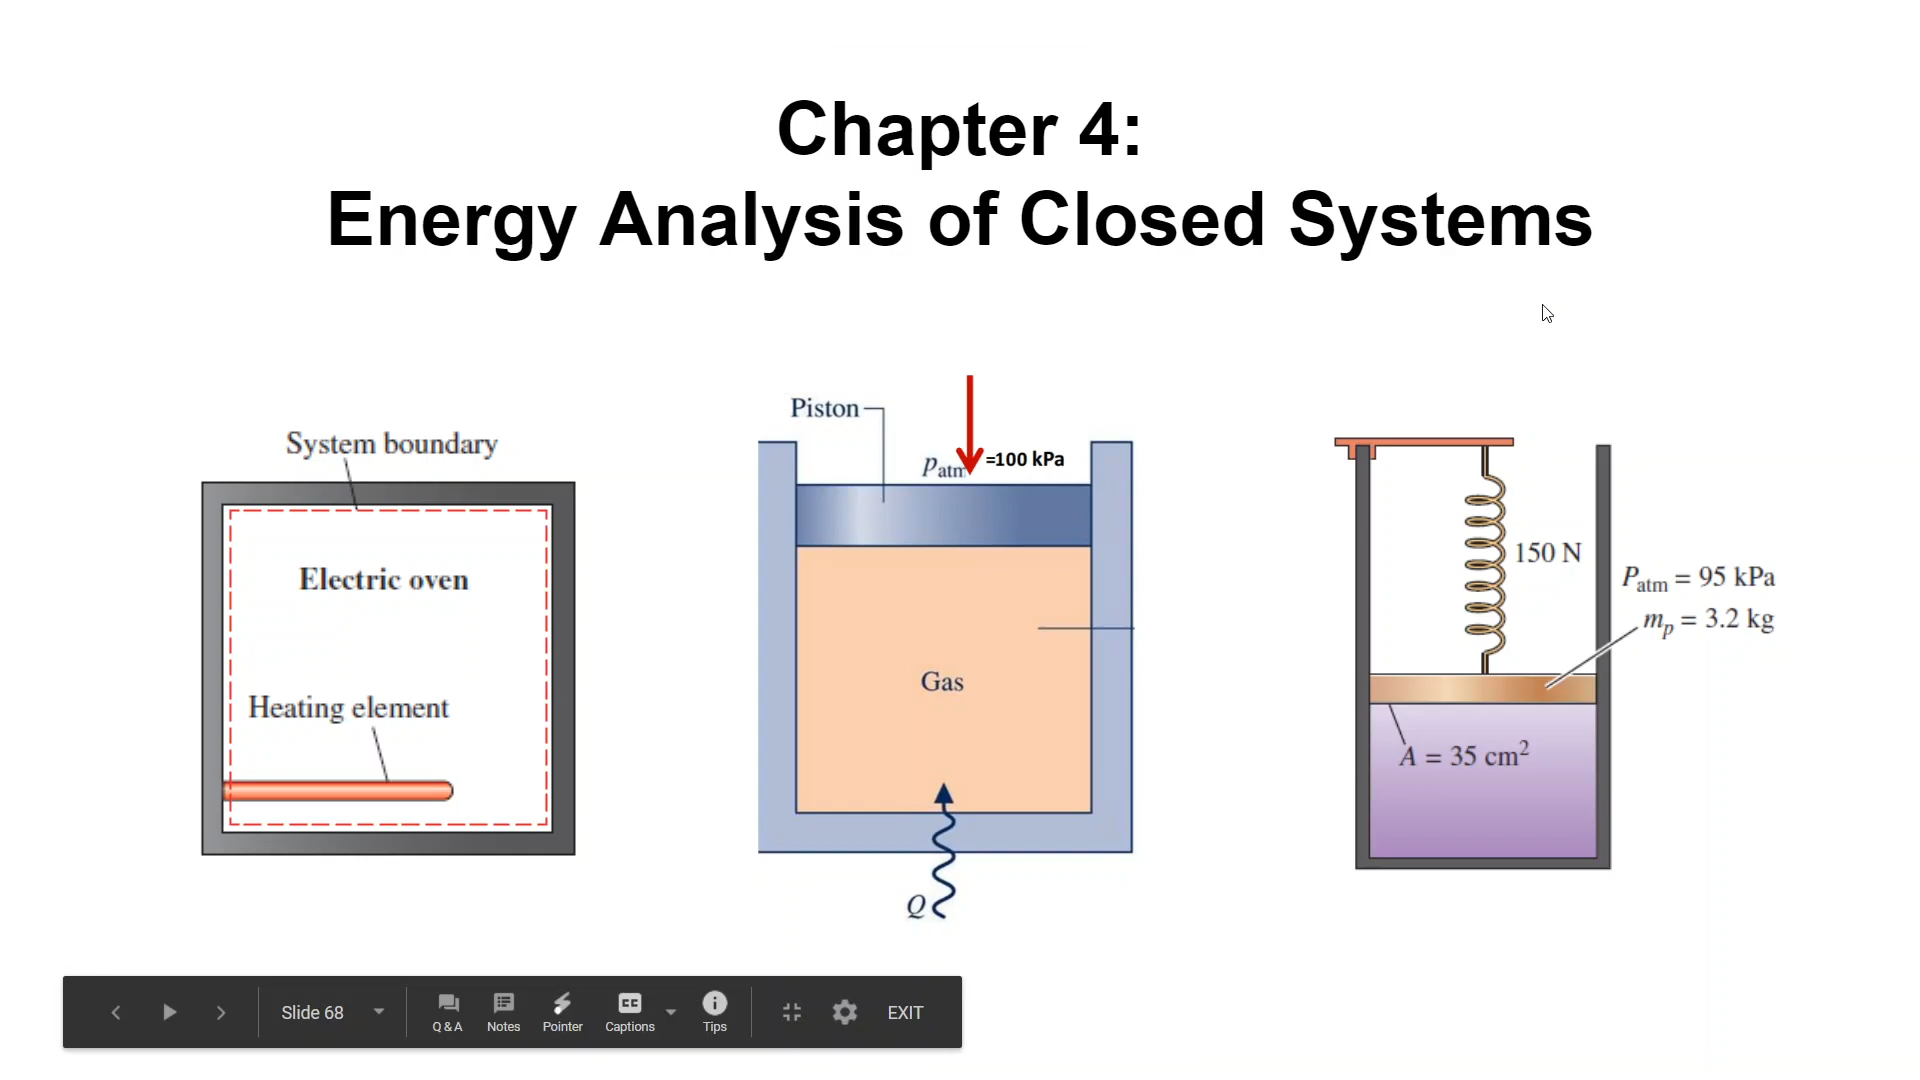 Chapter 4:
Energy Analysis of Closed Systems
System boundary
Electric oven
Heating element
Piston
Patm =100 kPa
Gas
Q
150 N
Patm = 95 kPa
mp = 3.2 kg
A = 35 cm²
Slide 68
Q & A
Notes
Pointer
CC
Captions
Tips
EXIT